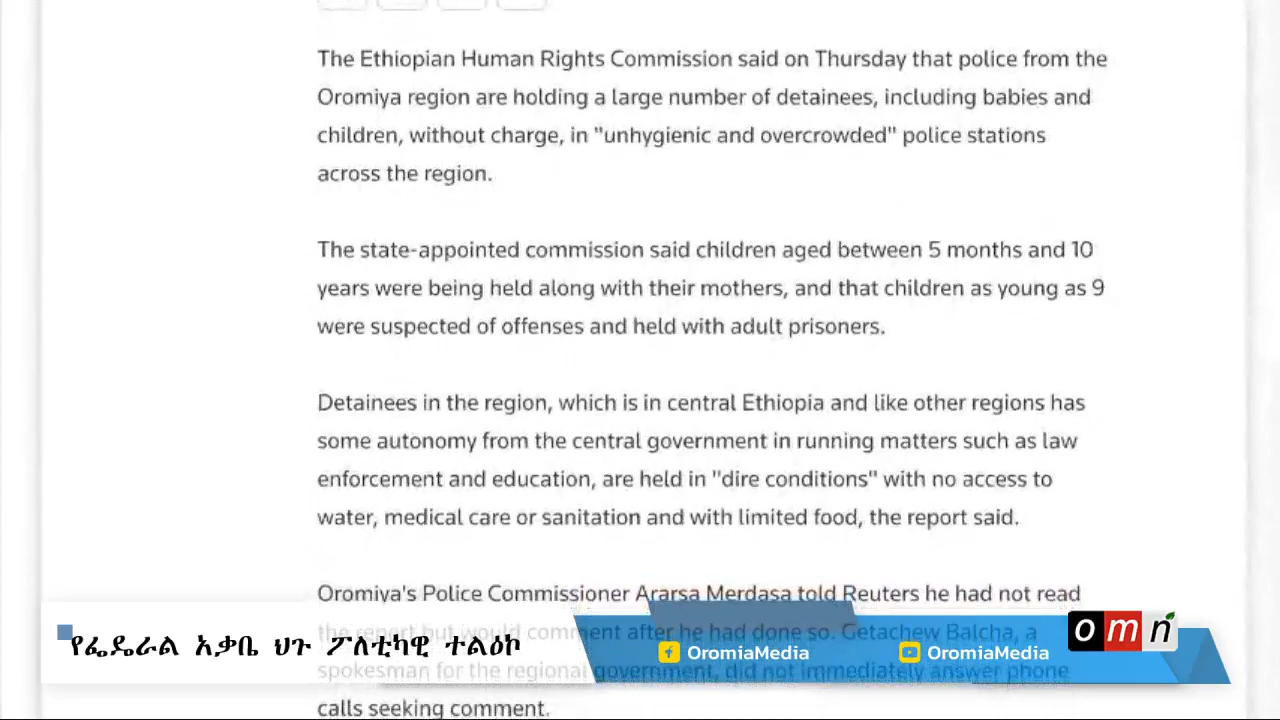 The Ethiopian Human Rights Commission said on Thursday that police from the
Oromiya region are holding a large number of detainees, including babies and
children, without charge, in "unhygienic and overcrowded" police stations
across the region.
The state-appointed commission said children aged between 5 months and 10
years were being held along with their mothers, and that children as young as 9
were suspected of offenses and held with adult prisoners.
Detainees in the region, which is in central Ethiopia and like other regions has
some autonomy from the central government in running matters such as law
enforcement and education, are held in "dire conditions" with no access to
water, medical care or sanitation and with limited food, the report said.
Oromiya's Police Commissioner Ararsa Merdasa told Reuters he had not read
the report but would comment after he had done so. Getachew Balcha, a
spokesman for the regional government, did not immediately answer phone
calls seeking comment.
የፌዴራል አቃቤ ህጉ ፖለቲካዊ ተልዕኮ
OromiaMedia OromiaMedia
omn